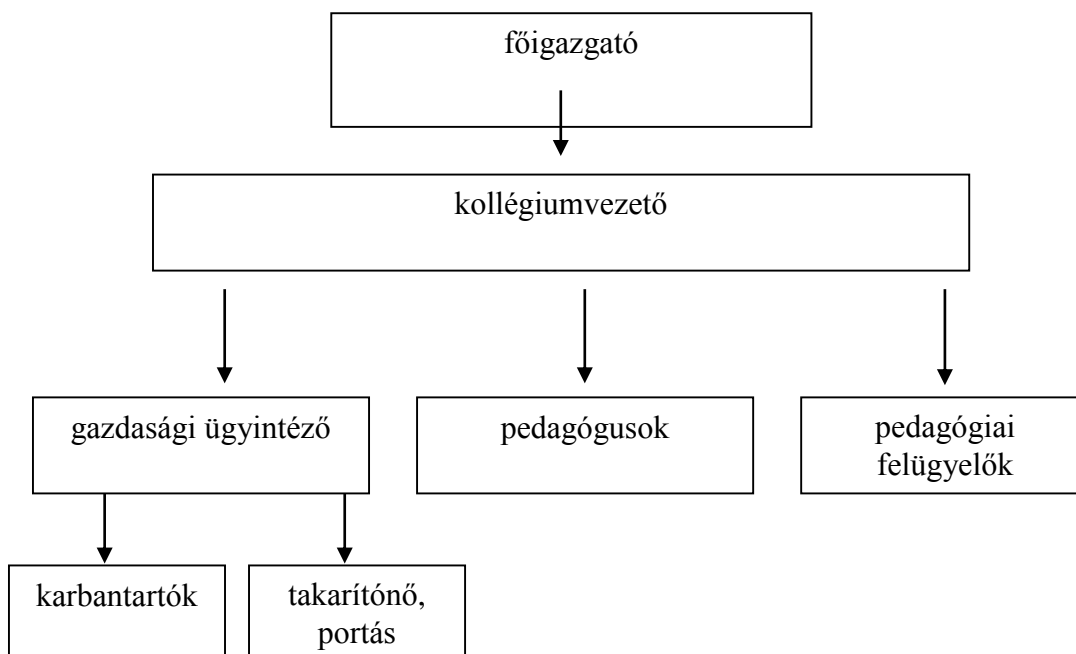 főigazgató
kollégiumvezető
gazdasági ügyintéző
pedagógusok
pedagógiai
felügyelők
karbantartók
takarítónő,
portás